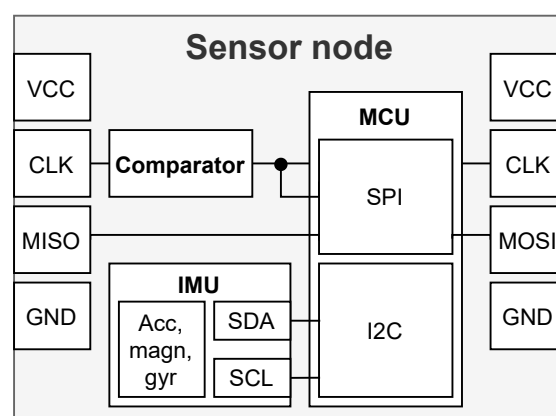 Sensor node
VCC
VCC
MCU
CLK
Comparator
CLK
SPI
MISO
MOSI
IMU
GND
Acc,
magn,
gyr
SDA
SCL
I2C
GND